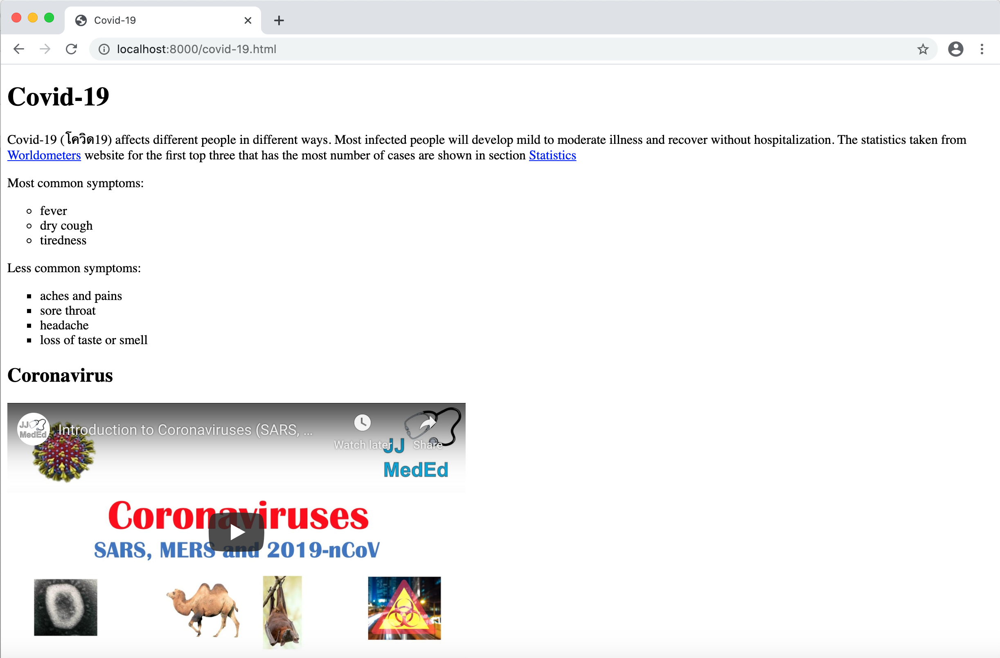 Covid-19
localhost:8000/covid-19.html
Covid-19
Covid-19 (โควิด19) affects different people in different ways. Most infected people will develop mild to moderate illness and recover without hospitalization. The statistics taken from
Worldometers website for the first top three that has the most number of cases are shown in section Statistics
Most common symptoms:
fever
dry cough
tiredness
Less common symptoms:
aches and pains
sore throat
headache
loss of taste or smell
Coronavirus
JJ
MedEd
Introduction to Coronaviruses (SARS, ...
Watch later
Share
JJ
MedEd
Coronaviruses
SARS, MERS and 2019-nCoV